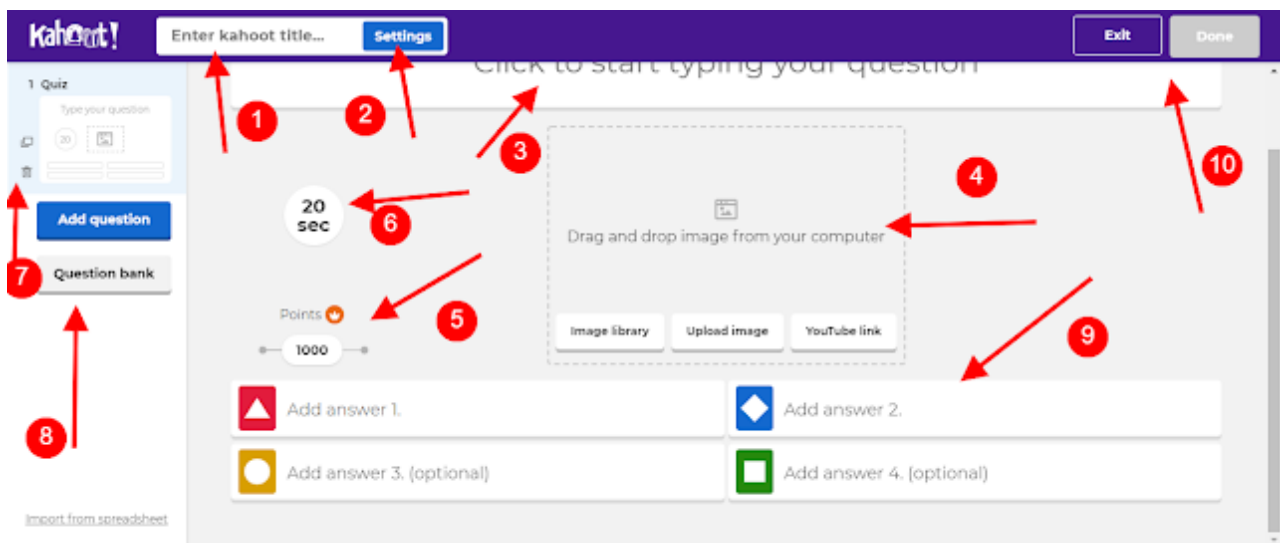 Kahoot!
Enter kahoot title...
Settings
Exit
Done
1 Quiz
Type your question
20
Click to start typing your question
1
2
3
4
10
Add question
20
sec
6
Drag and drop image from your computer
7
Question bank
Points
5
1000
Image library
Upload image
YouTube link
9
8
Add answer 1.
Add answer 2.
Add answer 3. (optional)
Add answer 4. (optional)
Import from spreadsheet